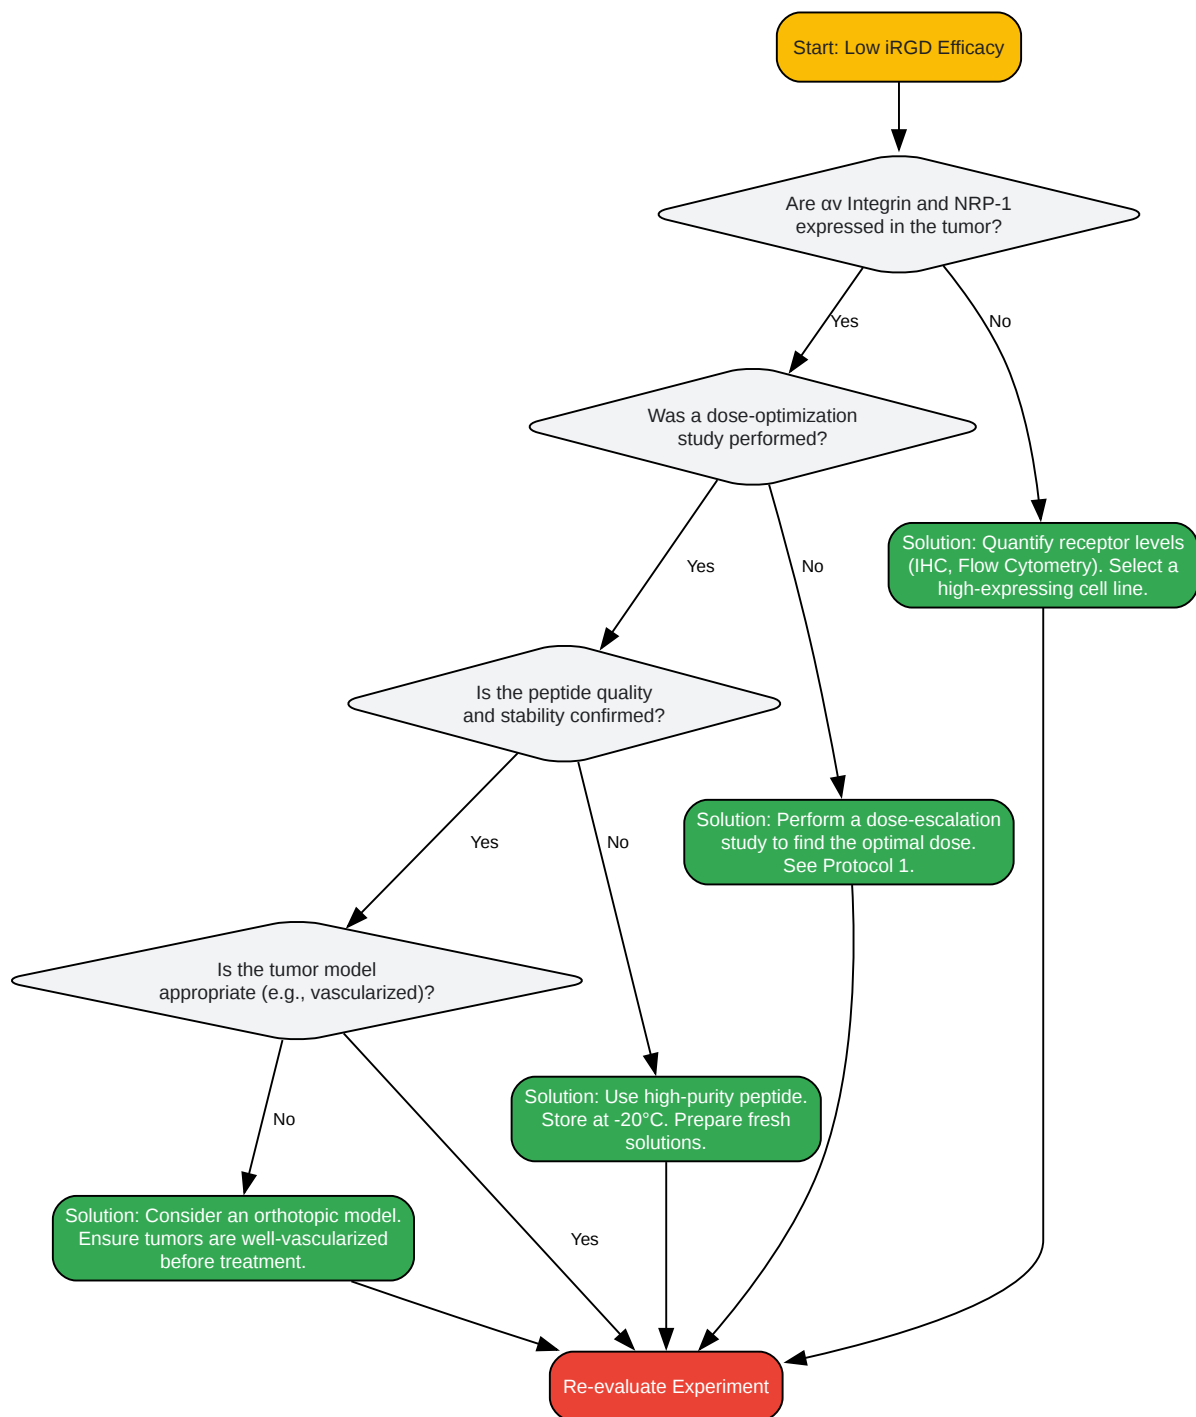 Start: Low iRGD Efficacy
Are αv Integrin and NRP-1
expressed in the tumor?
Yes
No
Was a dose-optimization
study performed?
Solution: Quantify receptor levels
(IHC, Flow Cytometry). Select a
high-expressing cell line.
Yes
No
Is the peptide quality
and stability confirmed?
Solution: Perform a dose-escalation
study to find the optimal dose.
See Protocol 1.
Yes
No
Is the tumor model
appropriate (e.g., vascularized)?
Solution: Use high-purity peptide.
Store at -20°C. Prepare fresh
solutions.
No
Yes
Solution: Consider an orthotopic model.
Ensure tumors are well-vascularized
before treatment.
Re-evaluate Experiment